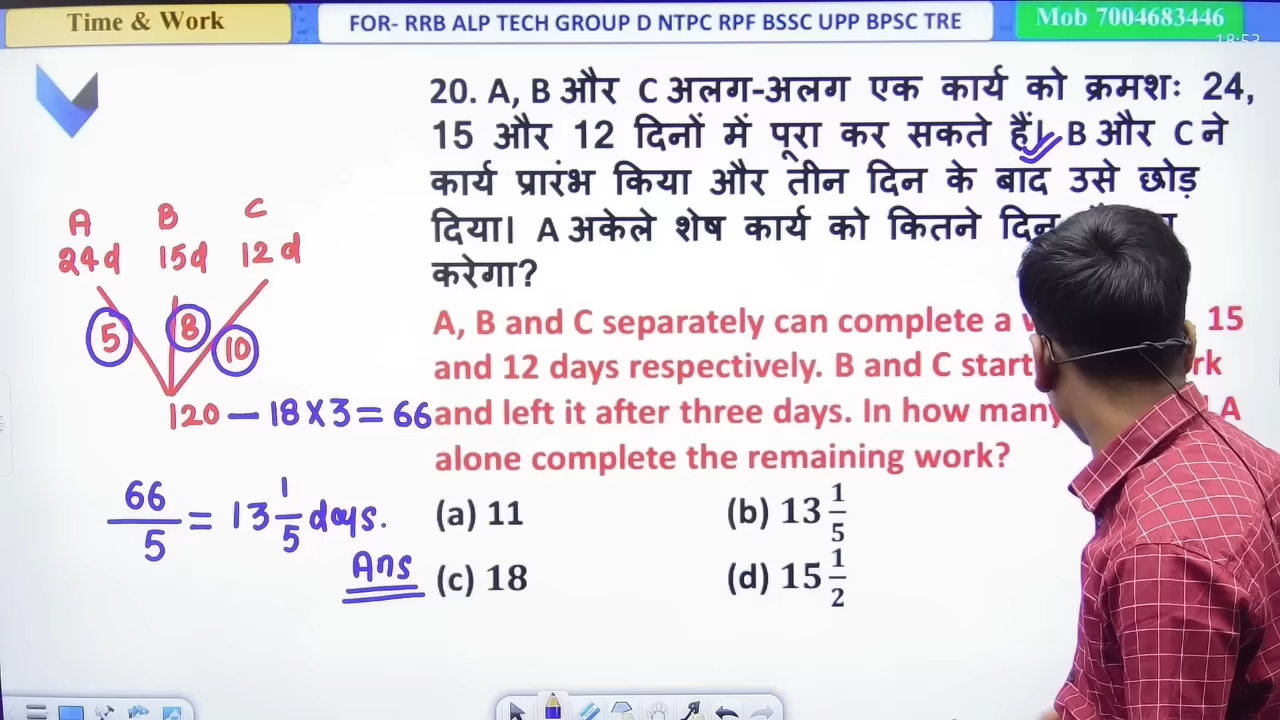 Time & Work
FOR- RRB ALP TECH GROUP D NTPC RPF BSSC UPP BPSC TRE
Mob 7004683446
18:53
20. A, B और C अलग-अलग एक कार्य को क्रमशः 24,
15 और 12 दिनों में पूरा कर सकते हैं। B और C ने
कार्य प्रारंभ किया और तीन दिन के बाद उसे छोड़
दिया। A अकेले शेष कार्य को कितने दिन
करेगा?
A, B and C separately can complete a 15
and 12 days respectively. B and C start
and left it after three days. In how many A
alone complete the remaining work?
(a) 11
(b) 13 1/5
(c) 18
(d) 15 1/2
A B C
24d 15d 12d
5 8 10
120 – 18 × 3 = 66
66/5 = 13 1/5 days.
Ans